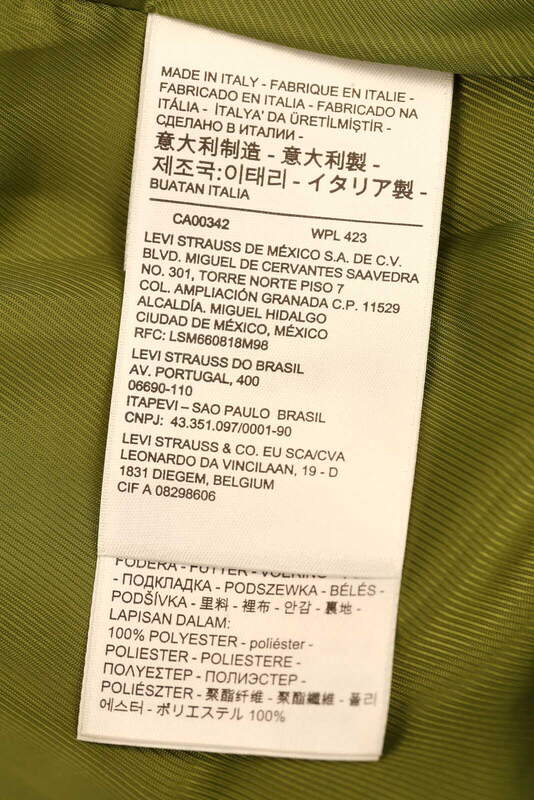 MADE IN ITALY - FABRIQUE EN ITALIE -
FABRICADO EN ITALIA - FABRICADO NA
ITÁLIA - İTALYA' DA ÜRETİLMİŞTİR -
СДЕЛАНО В ИТАЛИИ -
意大利制造 - 意大利製 -
제조국:이태리 - イタリア製 -
BUATAN ITALIA
CA00342 WPL 423
LEVI STRAUSS DE MÉXICO S.A. DE C.V.
BLVD. MIGUEL DE CERVANTES SAAVEDRA
NO. 301, TORRE NORTE PISO 7
COL. AMPLIACIÓN GRANADA C.P. 11529
ALCALDÍA. MIGUEL HIDALGO
CIUDAD DE MÉXICO, MÉXICO
RFC: LSM660818M98
LEVI STRAUSS DO BRASIL
AV. PORTUGAL, 400
06690-110
ITAPEVI – SAO PAULO BRASIL
CNPJ: 43.351.097/0001-90
LEVI STRAUSS & CO. EU SCA/CVA
LEONARDO DA VINCILAAN, 19 - D
1831 DIEGEM, BELGIUM
CIF A 08298606
FODERA - FUTTER - VOERING -
- ПОДКЛАДКА - PODSZEWKA - BÉLÉS -
PODŠÍVKA - 里料 - 裡布 - 안감 - 裏地 -
LAPISAN DALAM:
100% POLYESTER - poliéster -
POLIESTER - POLIESTERE -
ΠΟΛΥΕΣΤΕΡ - ПОЛИЭСТЕР -
POLIÉSZTER - 聚酯纤维 - 聚酯纖維 - 폴리
에스터 - ポリエステル 100%